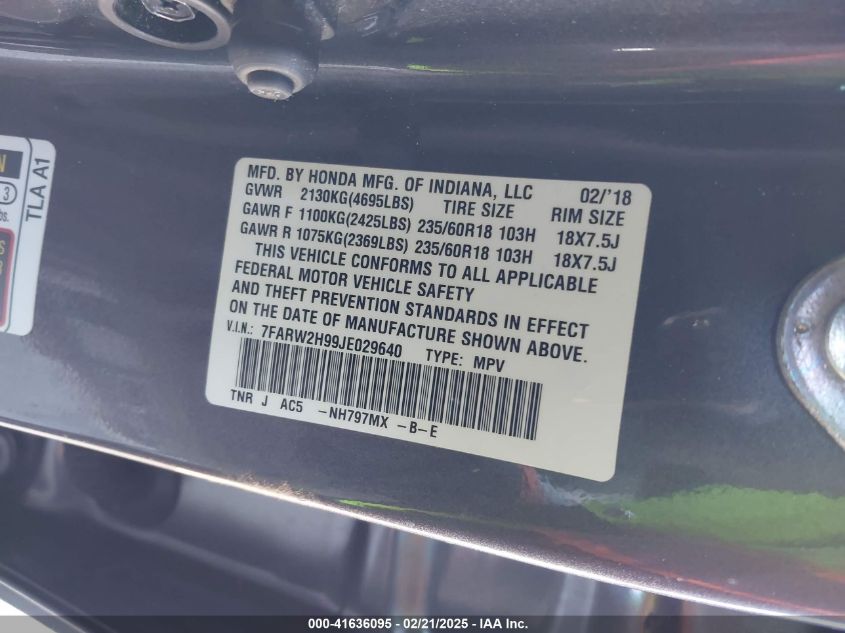 MFD. BY HONDA MFG. OF INDIANA, LLC 02/'18
GVWR 2130KG(4695LBS) TIRE SIZE RIM SIZE
GAWR F 1100KG(2425LBS) 235/60R18 103H 18X7.5J
GAWR R 1075KG(2369LBS) 235/60R18 103H 18X7.5J
THIS VEHICLE CONFORMS TO ALL APPLICABLE
FEDERAL MOTOR VEHICLE SAFETY
AND THEFT PREVENTION STANDARDS IN EFFECT
ON THE DATE OF MANUFACTURE SHOWN ABOVE.
V.I.N.: 7FARW2H99JE029640 TYPE: MPV
TNR J AC5 -NH797MX -B-E
TLA A1
N
3
bs.
S
R
000-41636095 - 02/21/2025 - IAA Inc.